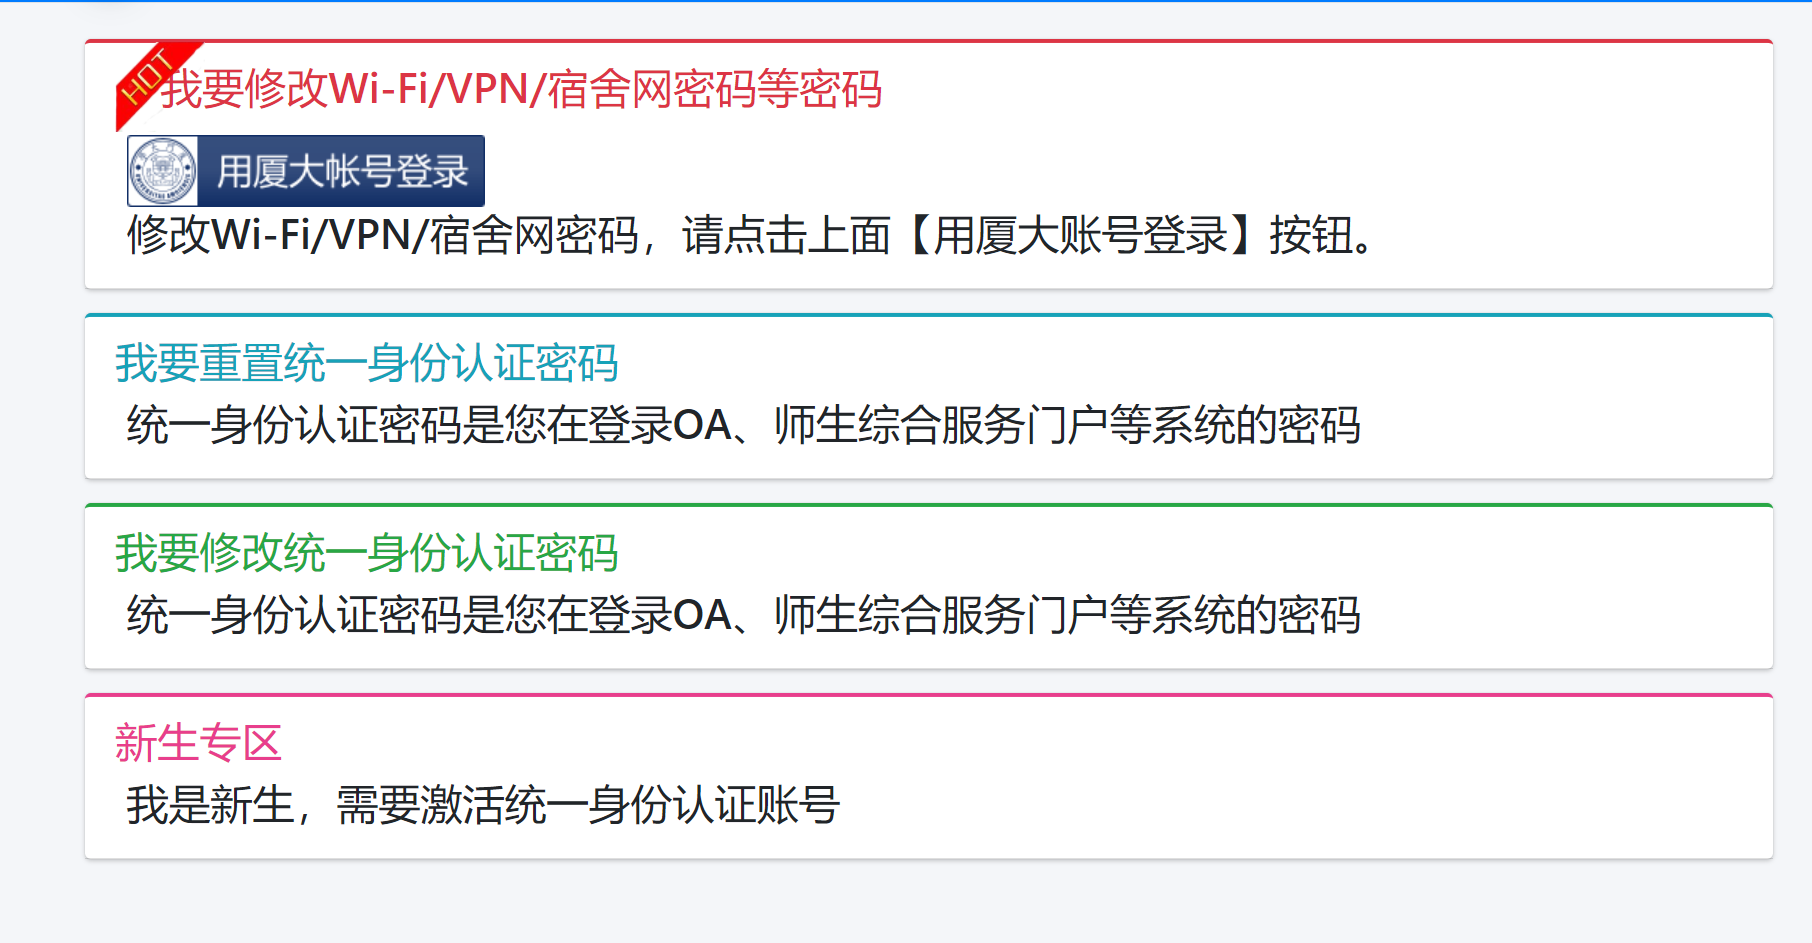 HOT
我要修改Wi-Fi/VPN/宿舍网密码等密码
用厦大帐号登录
修改Wi-Fi/VPN/宿舍网密码，请点击上面【用厦大账号登录】按钮。
我要重置统一身份认证密码
统一身份认证密码是您在登录OA、师生综合服务门户等系统的密码
我要修改统一身份认证密码
统一身份认证密码是您在登录OA、师生综合服务门户等系统的密码
新生专区
我是新生，需要激活统一身份认证账号